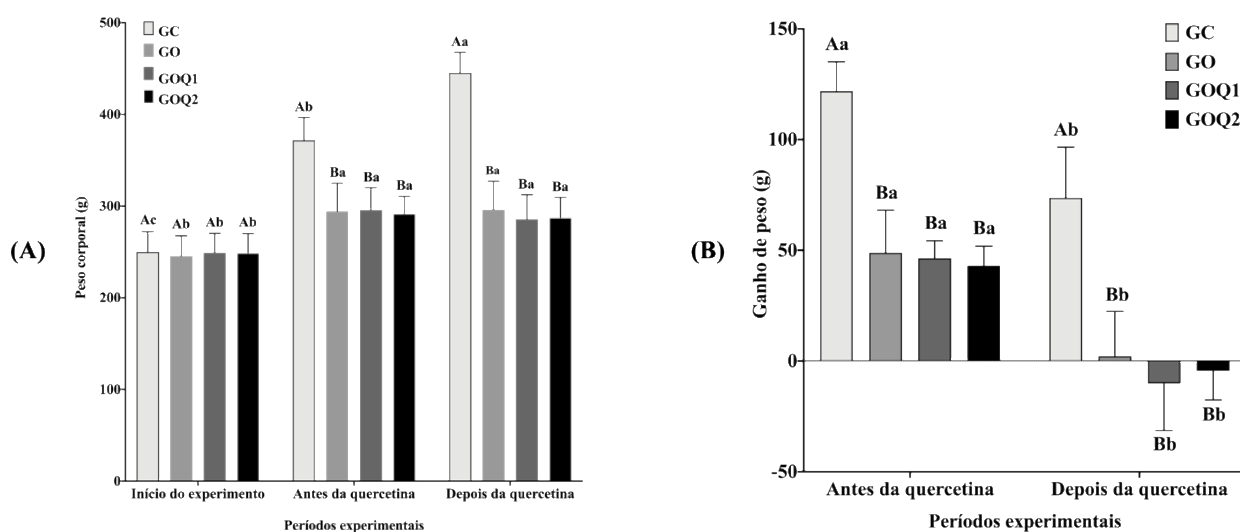 (A)
Peso corporal (g)
500
400
300
300
100
0
GC
GO
GOQ1
GOQ2
Ac Ab Ab Ab
Ab Ba Ba Ba
Aa Ba Ba Ba
Início do experimento Antes da quercetina Depois da quercetina
Períodos experimentais
(B)
Ganho de peso (g)
150
100
50
0
-50
GC
GO
GOQ1
GOQ2
Aa Ba Ba Ba
Ab Bb Bb Bb
Antes da quercetina Depois da quercetina
Períodos experimentais